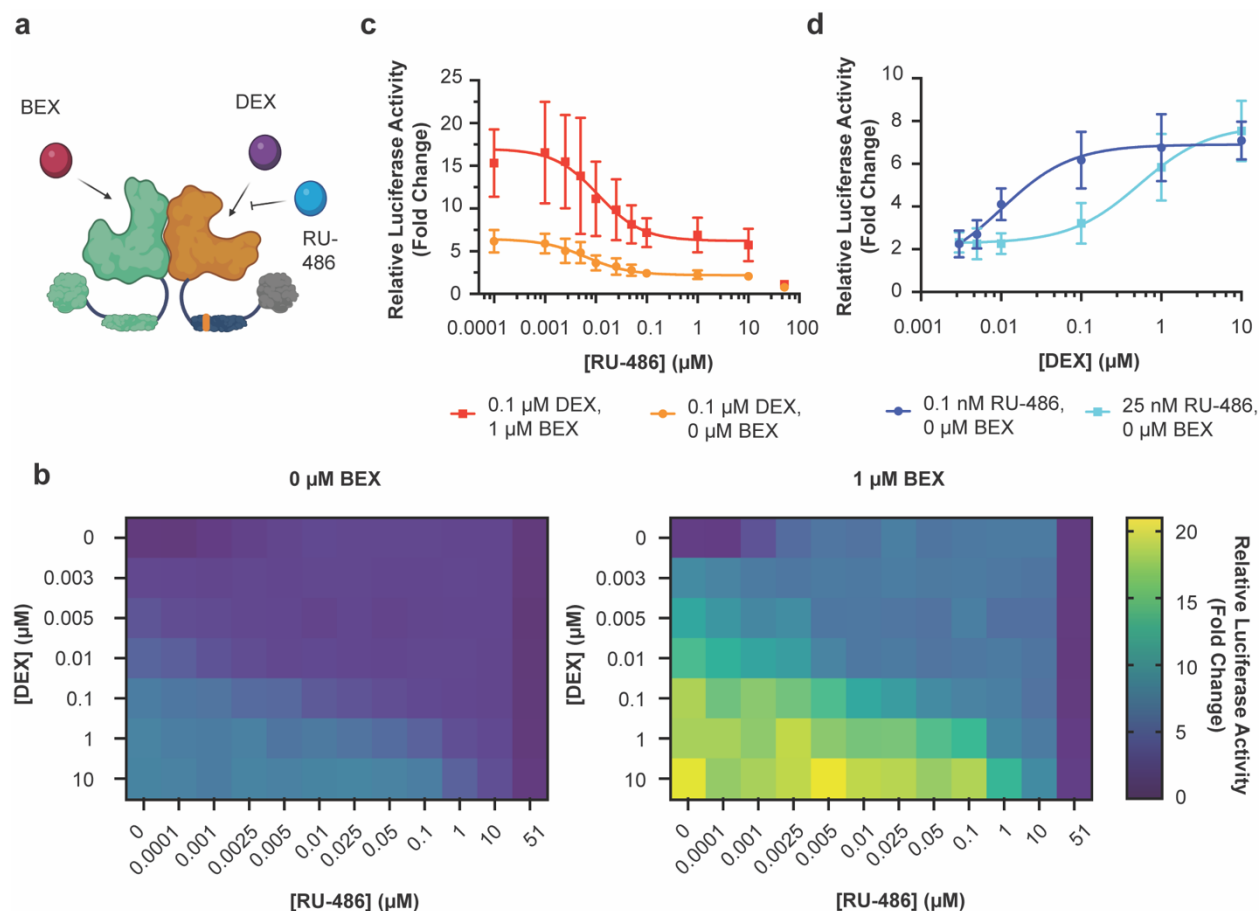 a
BEX
DEX
RU-
486
c
Relative Luciferase Activity
(Fold Change)
25
20
15
10
5
0
0.0001
0.001
0.01
0.1
1
10
100
[RU-486] (µM)
0.1 µM DEX,
1 µM BEX
0.1 µM DEX,
0 µM BEX
d
Relative Luciferase Activity
(Fold Change)
10
8
6
4
2
0
0.001
0.01
0.1
1
10
[DEX] (µM)
0.1 nM RU-486,
0 µM BEX
25 nM RU-486,
0 µM BEX
b
0 µM BEX
[DEX] (µM)
0
0.003
0.005
0.01
0.1
1
10
0
0.0001
0.001
0.0025
0.005
0.01
0.025
0.05
0.1
1
10
51
[RU-486] (µM)
1 µM BEX
[DEX] (µM)
0
0.003
0.005
0.01
0.1
1
10
0
0.0001
0.001
0.0025
0.005
0.01
0.025
0.05
0.1
1
10
51
[RU-486] (µM)
20
15
10
5
0
Relative Luciferase Activity
(Fold Change)